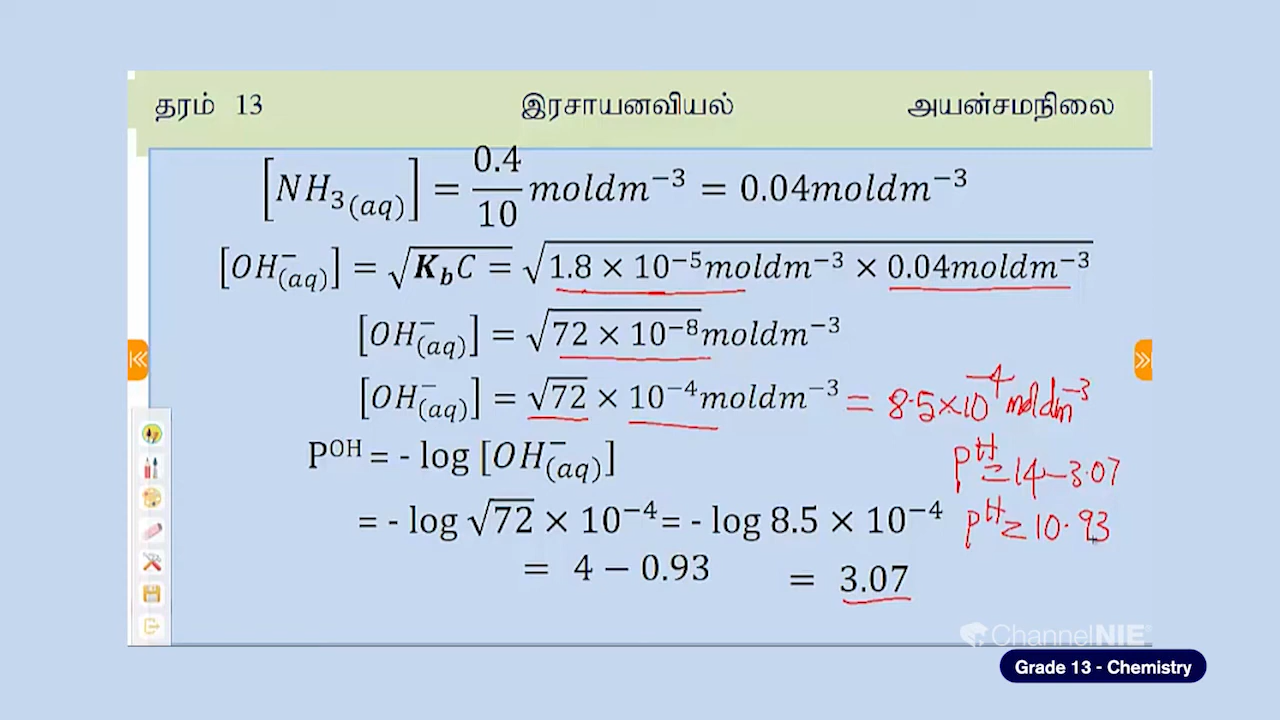 தரம் 13 இரசாயனவியல் அயன்சமநிலை
[NH₃₍aq₎] = 0.4/10 moldm⁻³ = 0.04moldm⁻³
[OH⁻(aq)] = √K_bC = √1.8 × 10⁻⁵moldm⁻³ × 0.04moldm⁻³
[OH⁻(aq)] = √72 × 10⁻⁸moldm⁻³
[OH⁻(aq)] = √72 × 10⁻⁴moldm⁻³ = 8.5×10⁻⁴ moldm⁻³
Pᴼᴴ = - log [OH⁻(aq)]
pᴴ = 14 – 3.07
= - log √72 × 10⁻⁴= - log 8.5 × 10⁻⁴
pᴴ = 10.93
= 4 − 0.93 = 3.07
ChannelNIE
Grade 13 - Chemistry